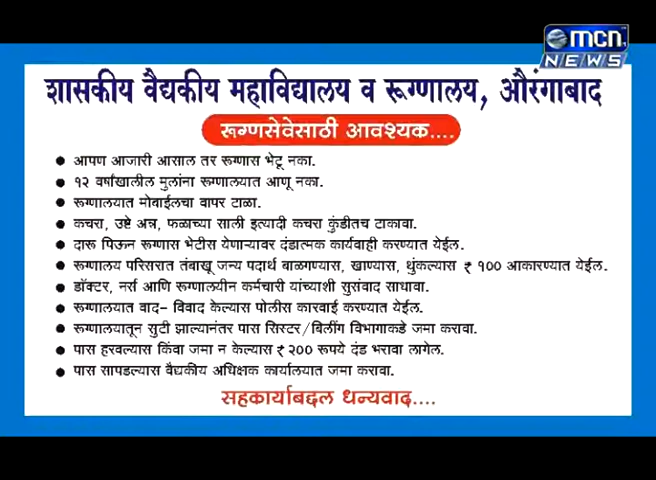 mcn
NEWS
शासकीय वैद्यकीय महाविद्यालय व रूग्णालय, औरंगाबाद
रूग्णसेवेसाठी आवश्यक....
● आपण आजारी आसाल तर रूग्णास भेटू नका.
● १२ वर्षांखालील मुलांना रूग्णालयात आणू नका.
● रूग्णालयात मोबाईलचा वापर टाळा.
● कचरा, उष्टे अन्न, फळाच्या साली इत्यादी कचरा कुंडीतच टाकावा.
● दारू पिऊन रूग्णास भेटीस येणाऱ्यावर दंडात्मक कार्यवाही करण्यात येईल.
● रूग्णालय परिसरात तंबाखू जन्य पदार्थ बाळगण्यास, खाण्यास, थुंकल्यास ₹ १०० आकारण्यात येईल.
● डॉक्टर, नर्स आणि रूग्णालयीन कर्मचारी यांच्याशी सुसंवाद साधावा.
● रूग्णालयात वाद- विवाद केल्यास पोलीस कारवाई करण्यात येईल.
● रूग्णालयातून सुटी झाल्यानंतर पास सिस्टर/बिलींग विभागाकडे जमा करावा.
● पास हरवल्यास किंवा जमा न केल्यास ₹ २०० रूपये दंड भरावा लागेल.
● पास सापडल्यास वैद्यकीय अधिक्षक कार्यालयात जमा करावा.
सहकार्याबद्दल धन्यवाद....